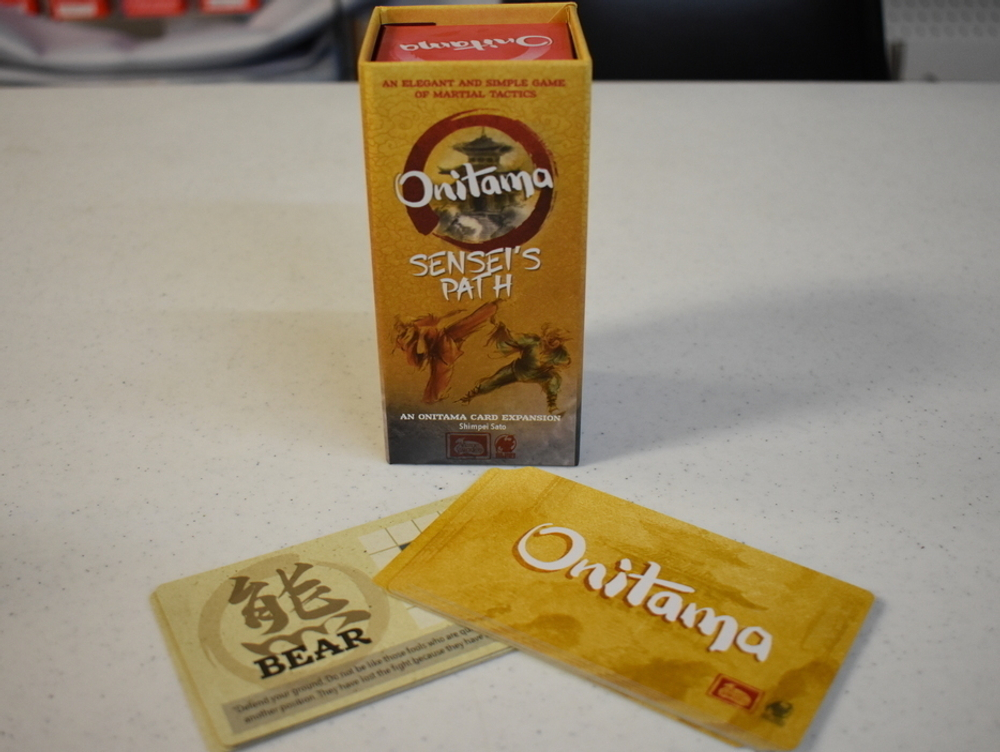 Onitama
AN ELEGANT AND SIMPLE GAME
OF MARTIAL TACTICS
Onitama
SENSEI'S
PATH
AN ONITAMA CARD EXPANSION
Shimpei Sato
熊
BEAR
"Defend your ground. Do not be like those fools who are
another position. They have lost the fight because they have
Onitama